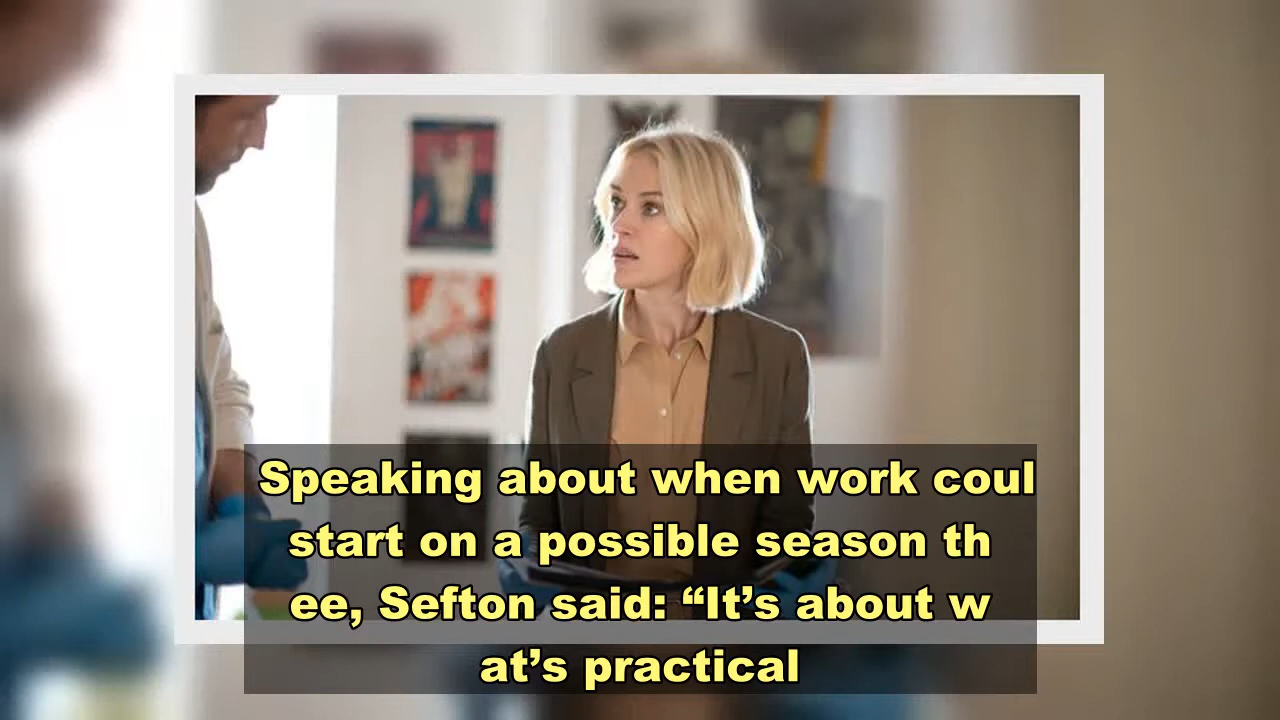 Speaking about when work coul
start on a possible season th
ee, Sefton said: “It’s about w
at’s practical